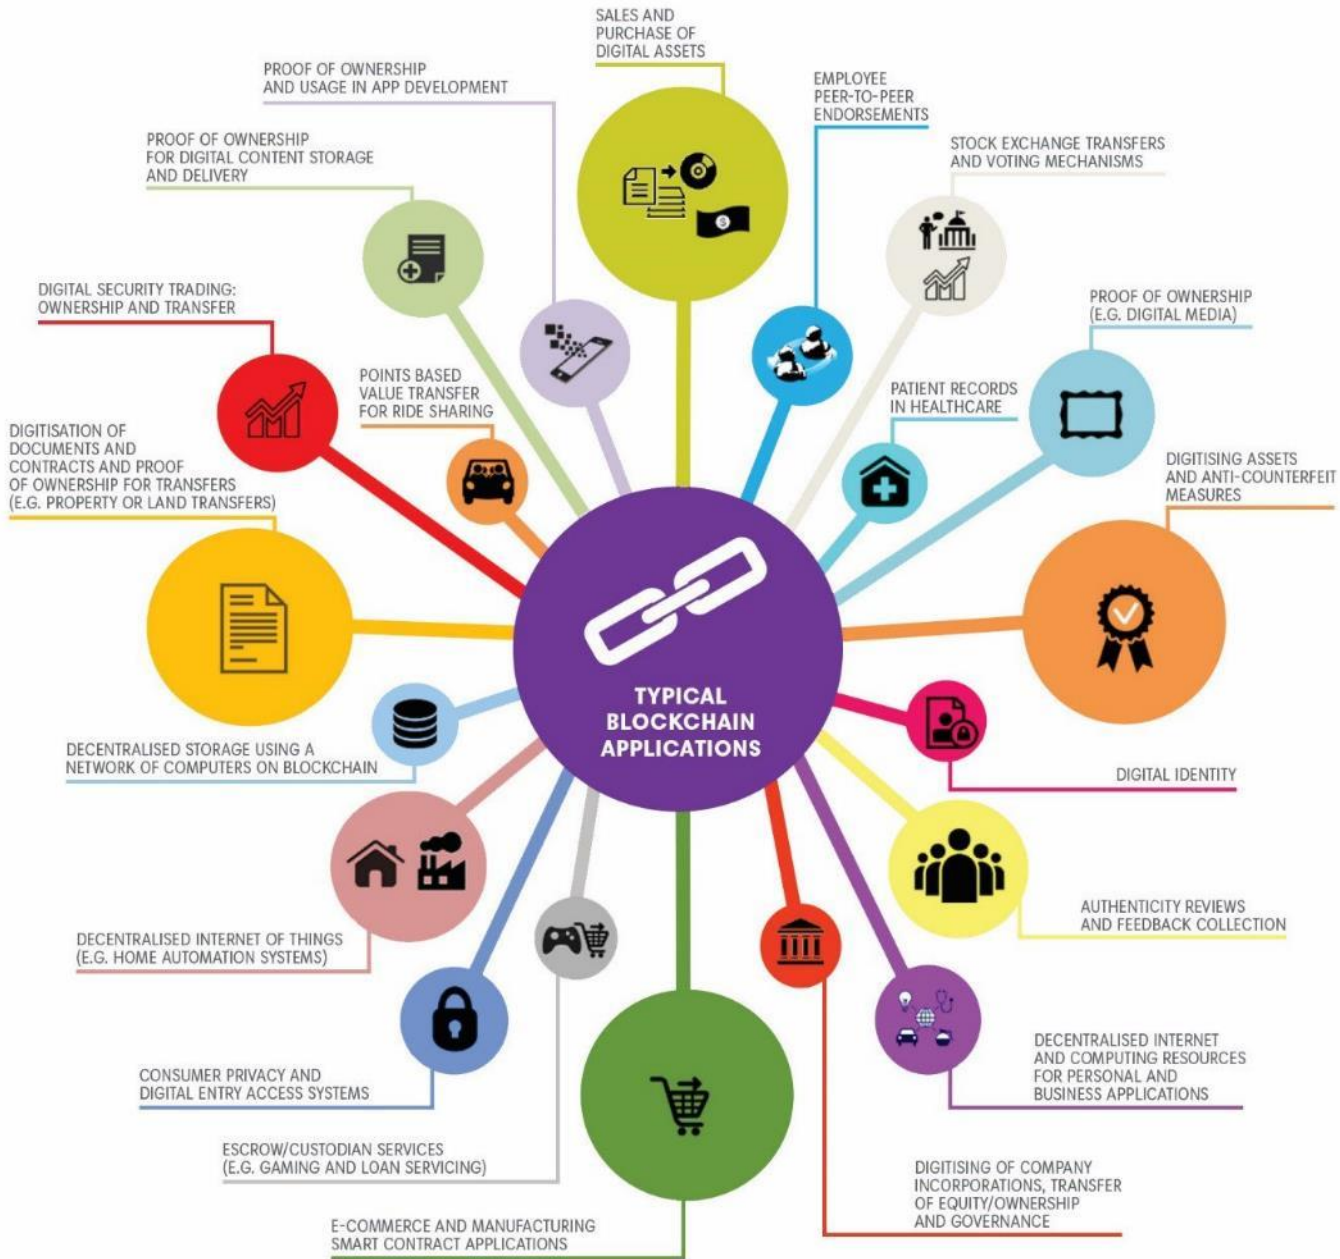 SALES AND
PURCHASE OF
DIGITAL ASSETS
PROOF OF OWNERSHIP
AND USAGE IN APP DEVELOPMENT
EMPLOYEE
PEER-TO-PEER
ENDORSEMENTS
PROOF OF OWNERSHIP
FOR DIGITAL CONTENT STORAGE
AND DELIVERY
STOCK EXCHANGE TRANSFERS
AND VOTING MECHANISMS
DIGITAL SECURITY TRADING:
OWNERSHIP AND TRANSFER
PROOF OF OWNERSHIP
(E.G. DIGITAL MEDIA)
POINTS BASED
VALUE TRANSFER
FOR RIDE SHARING
PATIENT RECORDS
IN HEALTHCARE
DIGITISATION OF
DOCUMENTS AND
CONTRACTS AND PROOF
OF OWNERSHIP FOR TRANSFERS
(E.G. PROPERTY OR LAND TRANSFERS)
DIGITISING ASSETS
AND ANTI-COUNTERFEIT
MEASURES
TYPICAL
BLOCKCHAIN
APPLICATIONS
DECENTRALISED STORAGE USING A
NETWORK OF COMPUTERS ON BLOCKCHAIN
DIGITAL IDENTITY
DECENTRALISED INTERNET OF THINGS
(E.G. HOME AUTOMATION SYSTEMS)
AUTHENTICITY REVIEWS
AND FEEDBACK COLLECTION
CONSUMER PRIVACY AND
DIGITAL ENTRY ACCESS SYSTEMS
DECENTRALISED INTERNET
AND COMPUTING RESOURCES
FOR PERSONAL AND
BUSINESS APPLICATIONS
ESCROW/CUSTODIAN SERVICES
(E.G. GAMING AND LOAN SERVICING)
DIGITISING OF COMPANY
INCORPORATIONS, TRANSFER
OF EQUITY/OWNERSHIP
AND GOVERNANCE
E-COMMERCE AND MANUFACTURING
SMART CONTRACT APPLICATIONS
$